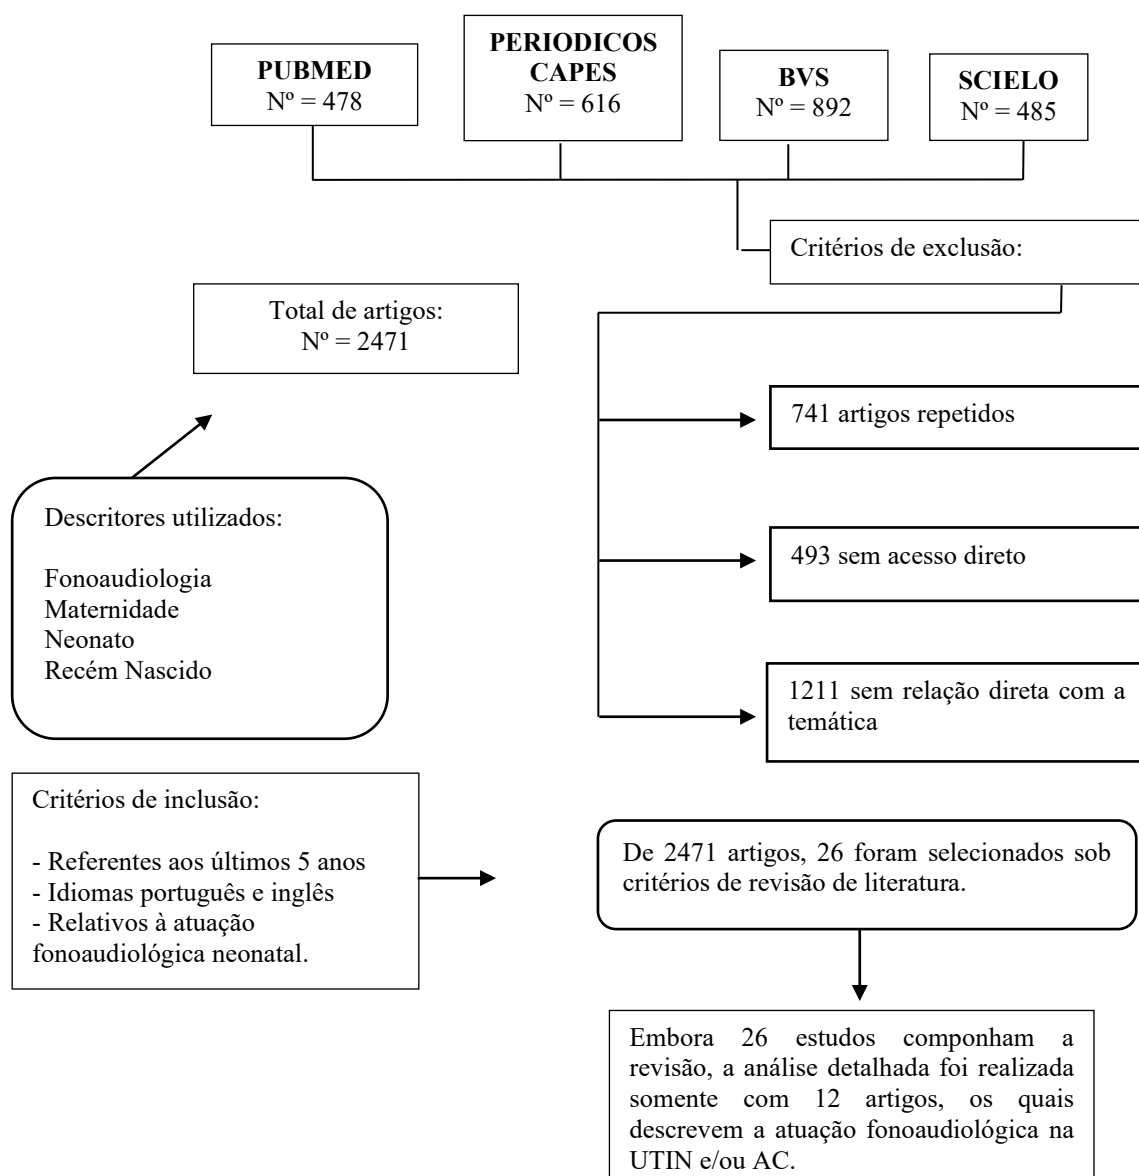 PUBMED
Nº = 478
PERIODICOS
CAPES
Nº = 616
BVS
Nº = 892
SCIELO
Nº = 485
Critérios de exclusão:
Total de artigos:
Nº = 2471
741 artigos repetidos
Descritores utilizados:
Fonoaudiologia
Maternidade
Neonato
Recém Nascido
493 sem acesso direto
1211 sem relação direta com a
temática
Critérios de inclusão:
- Referentes aos últimos 5 anos
- Idiomas português e inglês
- Relativos à atuação
fonoaudiológica neonatal.
De 2471 artigos, 26 foram selecionados sob
critérios de revisão de literatura.
Embora 26 estudos componham a
revisão, a análise detalhada foi realizada
somente com 12 artigos, os quais
descrevem a atuação fonoaudiológica na
UTIN e/ou AC.